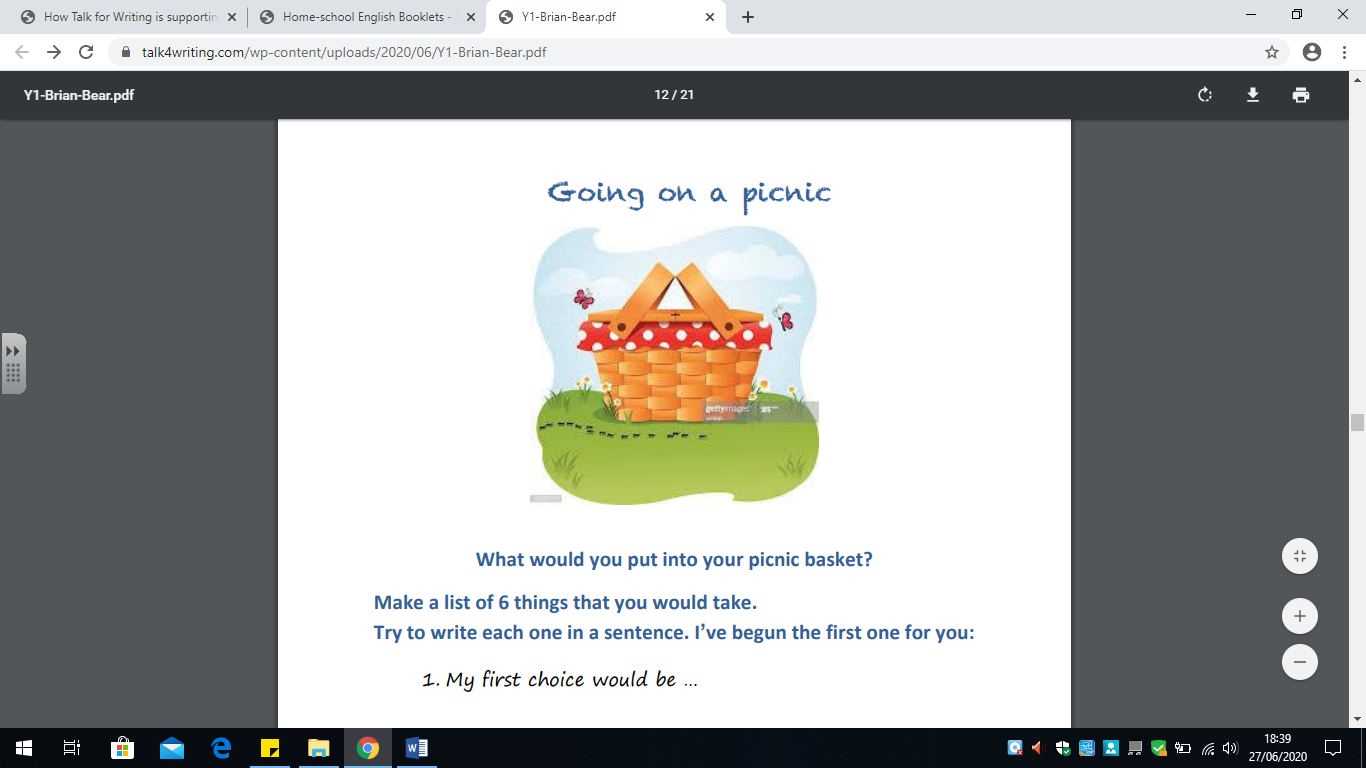 How Talk for Writing is supportin
Home-school English Booklets -
Y1-Brian-Bear.pdf
talk4writing.com/wp-content/uploads/2020/06/Y1-Brian-Bear.pdf
Y1-Brian-Bear.pdf
12 / 21
Going on a picnic
gettyimages
What would you put into your picnic basket?
Make a list of 6 things that you would take.
Try to write each one in a sentence. I’ve begun the first one for you:
1. My first choice would be ...
18:39
27/06/2020